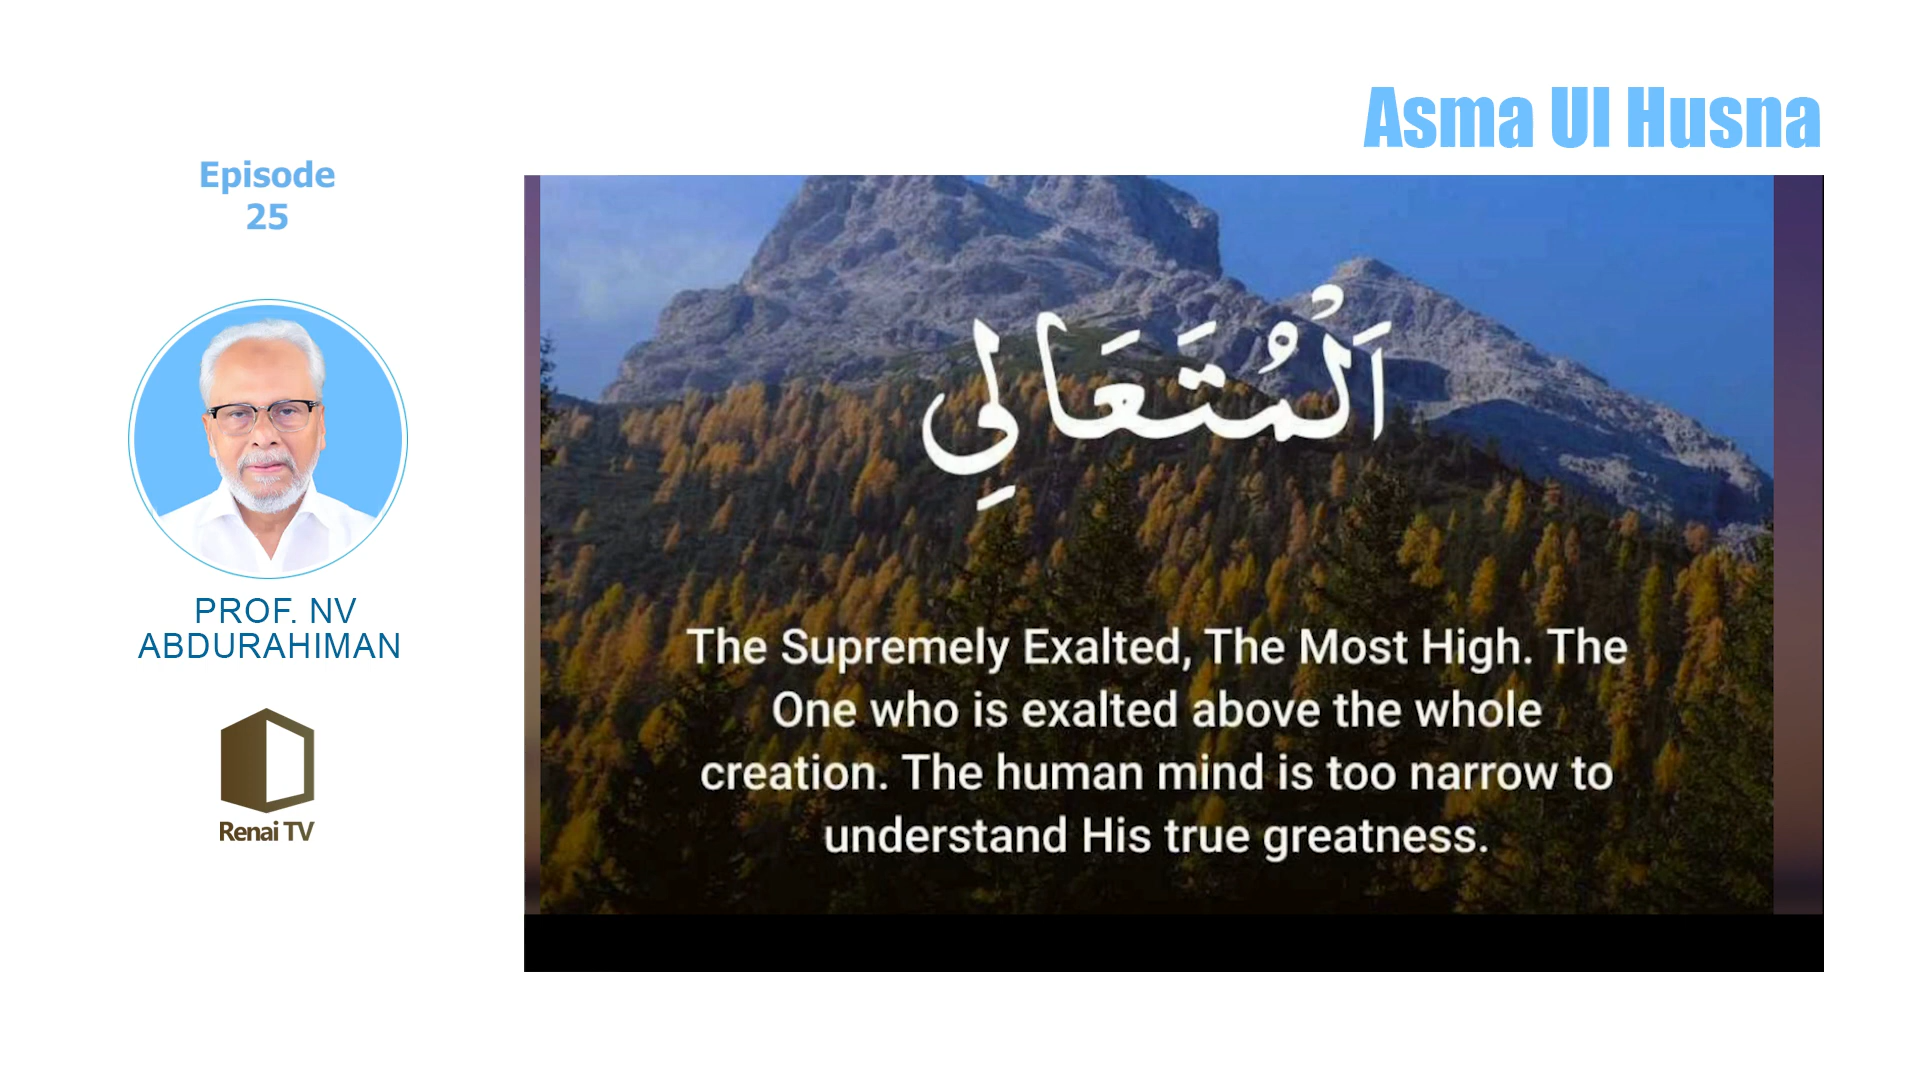 Asma Ul Husna
Episode
25
PROF. NV
ABDURAHIMAN
Renai TV
اَلْمُتَعَالِي
The Supremely Exalted, The Most High. The
One who is exalted above the whole
creation. The human mind is too narrow to
understand His true greatness.